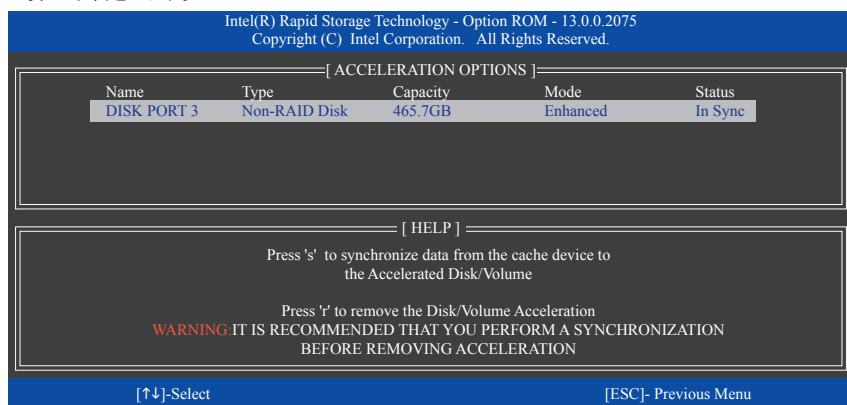 Intel(R) Rapid Storage Technology - Option ROM - 13.0.0.2075
Copyright (C) Intel Corporation. All Rights Reserved.
[ ACCELERATION OPTIONS ]
Name Type Capacity Mode Status
DISK PORT 3 Non-RAID Disk 465.7GB Enhanced In Sync
[ HELP ]
Press 's' to synchronize data from the cache device to
the Accelerated Disk/Volume
Press 'r' to remove the Disk/Volume Acceleration
WARNING:IT IS RECOMMENDED THAT YOU PERFORM A SYNCHRONIZATION
BEFORE REMOVING ACCELERATION
[↑↓]-Select [ESC]- Previous Menu